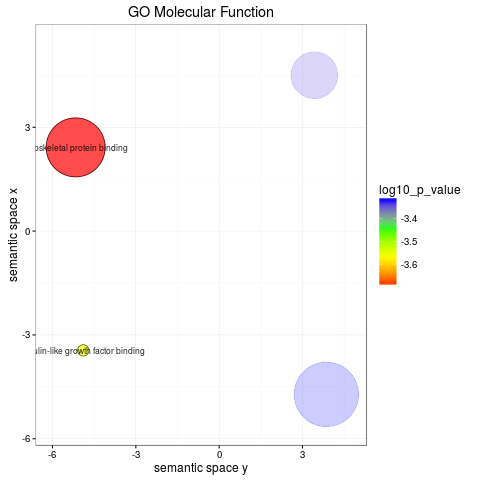 GO Molecular Function
log10_p_value
-3.4
-3.5
-3.6
3
0
-3
-6
oskeletal protein binding
ulin-like growth factor binding
-6
-3
0
3
semantic space y
semantic space x